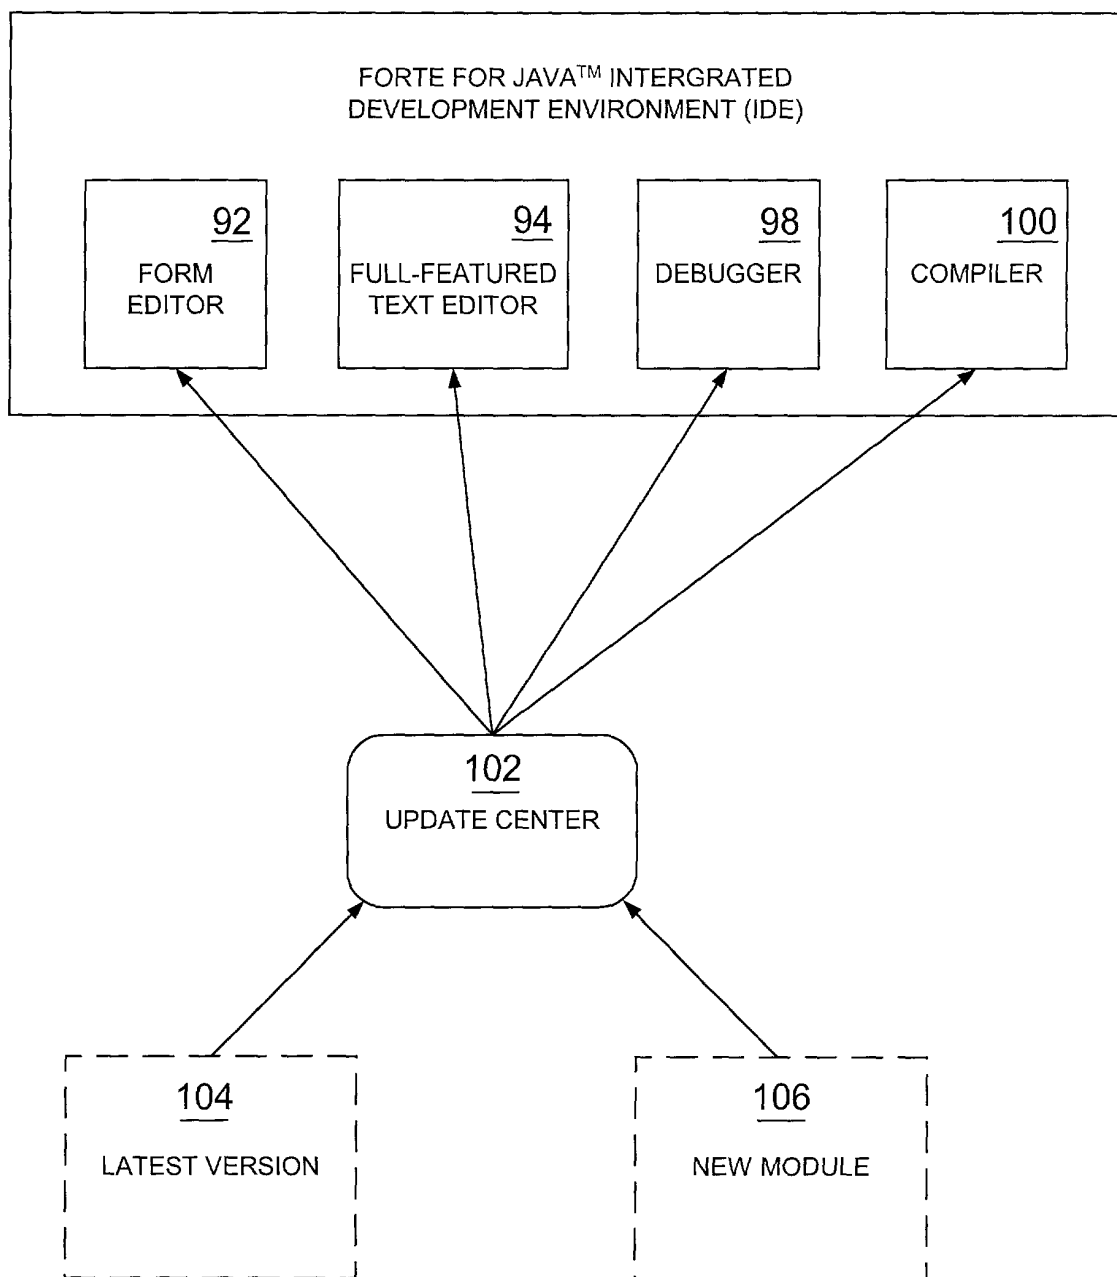 FORTE FOR JAVA™ INTERGRATED
DEVELOPMENT ENVIRONMENT (IDE)
92
FORM
EDITOR
94
FULL-FEATURED
TEXT EDITOR
98
DEBUGGER
100
COMPILER
102
UPDATE CENTER
104
LATEST VERSION
106
NEW MODULE